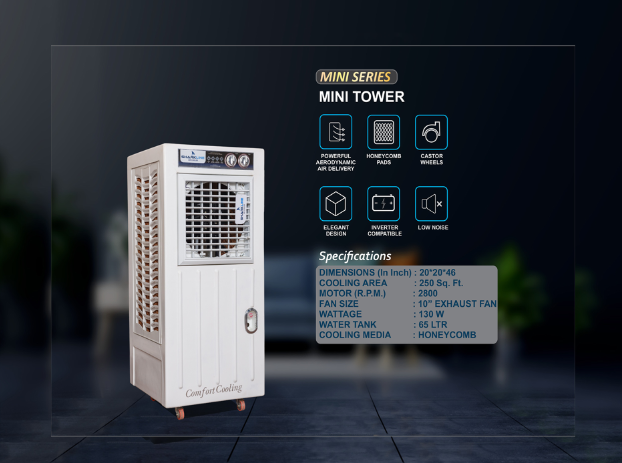 MINI SERIES
MINI TOWER
POWERFUL
AERODYNAMIC
AIR DELIVERY
HONEYCOMB
PADS
CASTOR
WHEELS
ELEGANT
DESIGN
INVERTER
COMPATIBLE
LOW NOISE
Specifications
DIMENSIONS (In Inch) : 20*20*46
COOLING AREA : 250 Sq. Ft.
MOTOR (R.P.M.) : 2800
FAN SIZE : 10" EXHAUST FAN
WATTAGE : 130 W
WATER TANK : 65 LTR
COOLING MEDIA : HONEYCOMB
Comfort Cooling